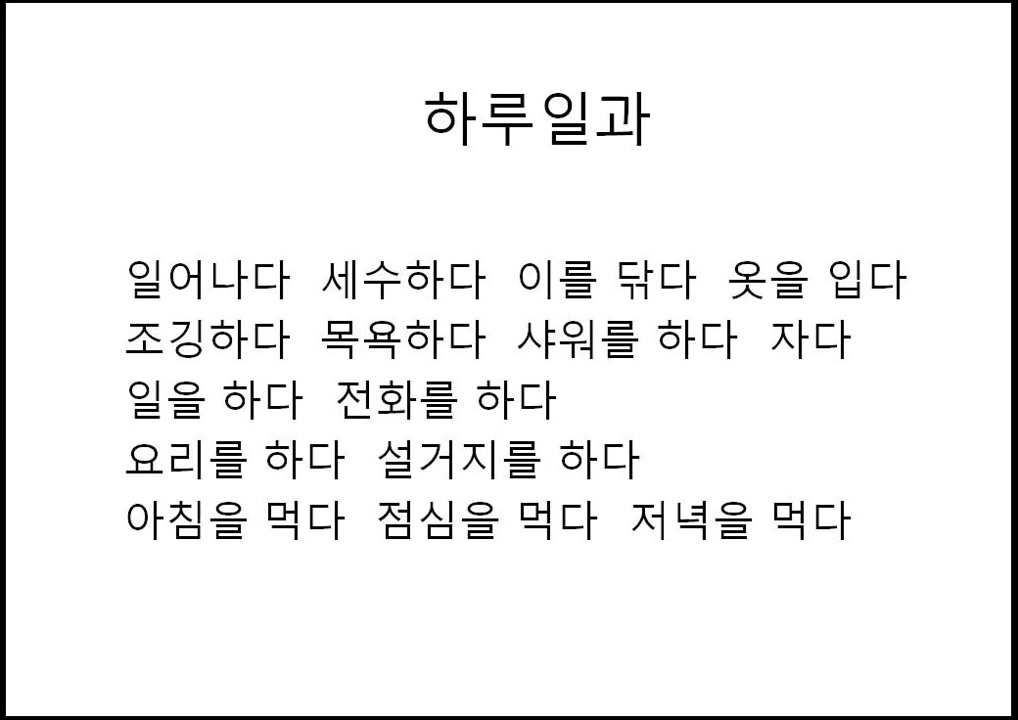 하루일과
일어나다 세수하다 이를 닦다 옷을 입다
조깅하다 목욕하다 샤워를 하다 자다
일을 하다 전화를 하다
요리를 하다 설거지를 하다
아침을 먹다 점심을 먹다 저녁을 먹다